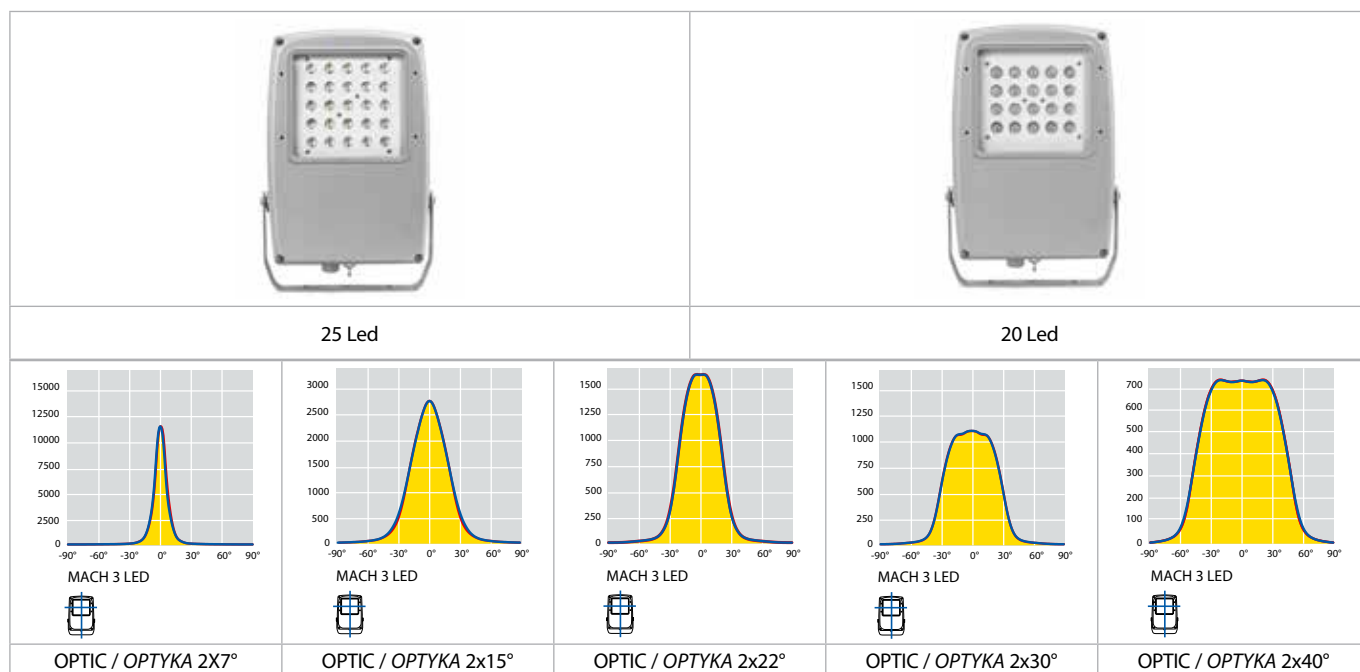 25 Led
20 Led
15000
12500
10000
7500
5000
2500
0
-90° -60° -30° 0° 30° 60° 90°
MACH 3 LED
OPTIC / OPTYKA 2X7°
3000
2500
2000
1500
1000
500
0
-90° -60° -30° 0° 30° 60° 90°
MACH 3 LED
OPTIC / OPTYKA 2x15°
1500
1250
1000
750
500
250
0
-90° -60° -30° 0° 30° 60° 90°
MACH 3 LED
OPTIC / OPTYKA 2x22°
1500
1250
1000
750
500
250
0
-90° -60° -30° 0° 30° 60° 90°
MACH 3 LED
OPTIC / OPTYKA 2x30°
700
600
500
400
300
200
100
0
-90° -60° -30° 0° 30° 60° 90°
MACH 3 LED
OPTIC / OPTYKA 2x40°